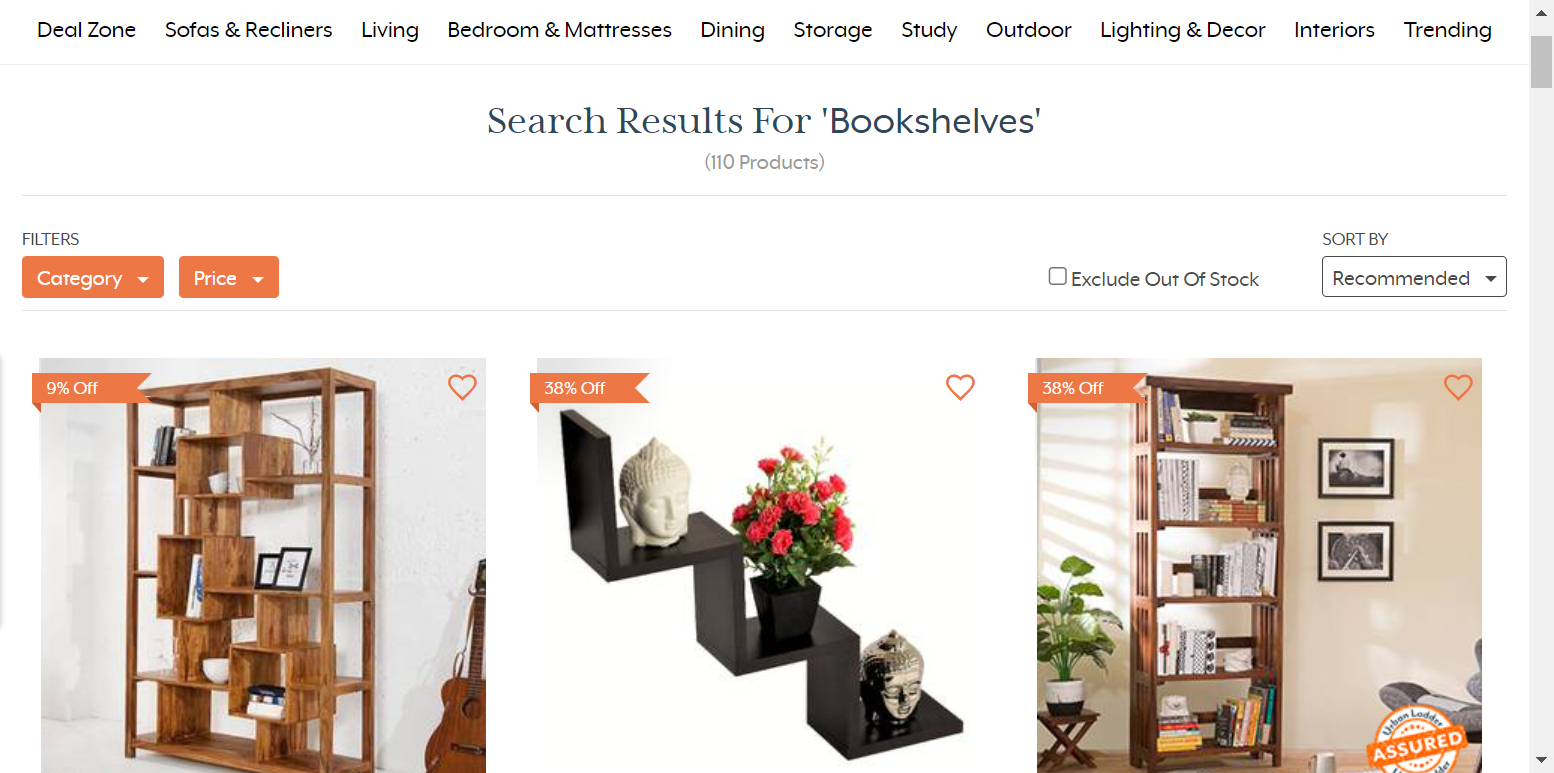 Deal Zone Sofas & Recliners Living Bedroom & Mattresses Dining Storage Study Outdoor Lighting & Decor Interiors Trending
Search Results For 'Bookshelves'
(110 Products)
FILTERS
SORT BY
Category
Price
Exclude Out Of Stock
Recommended
9% Off
38% Off
38% Off
Urban Ladder
ASSURED